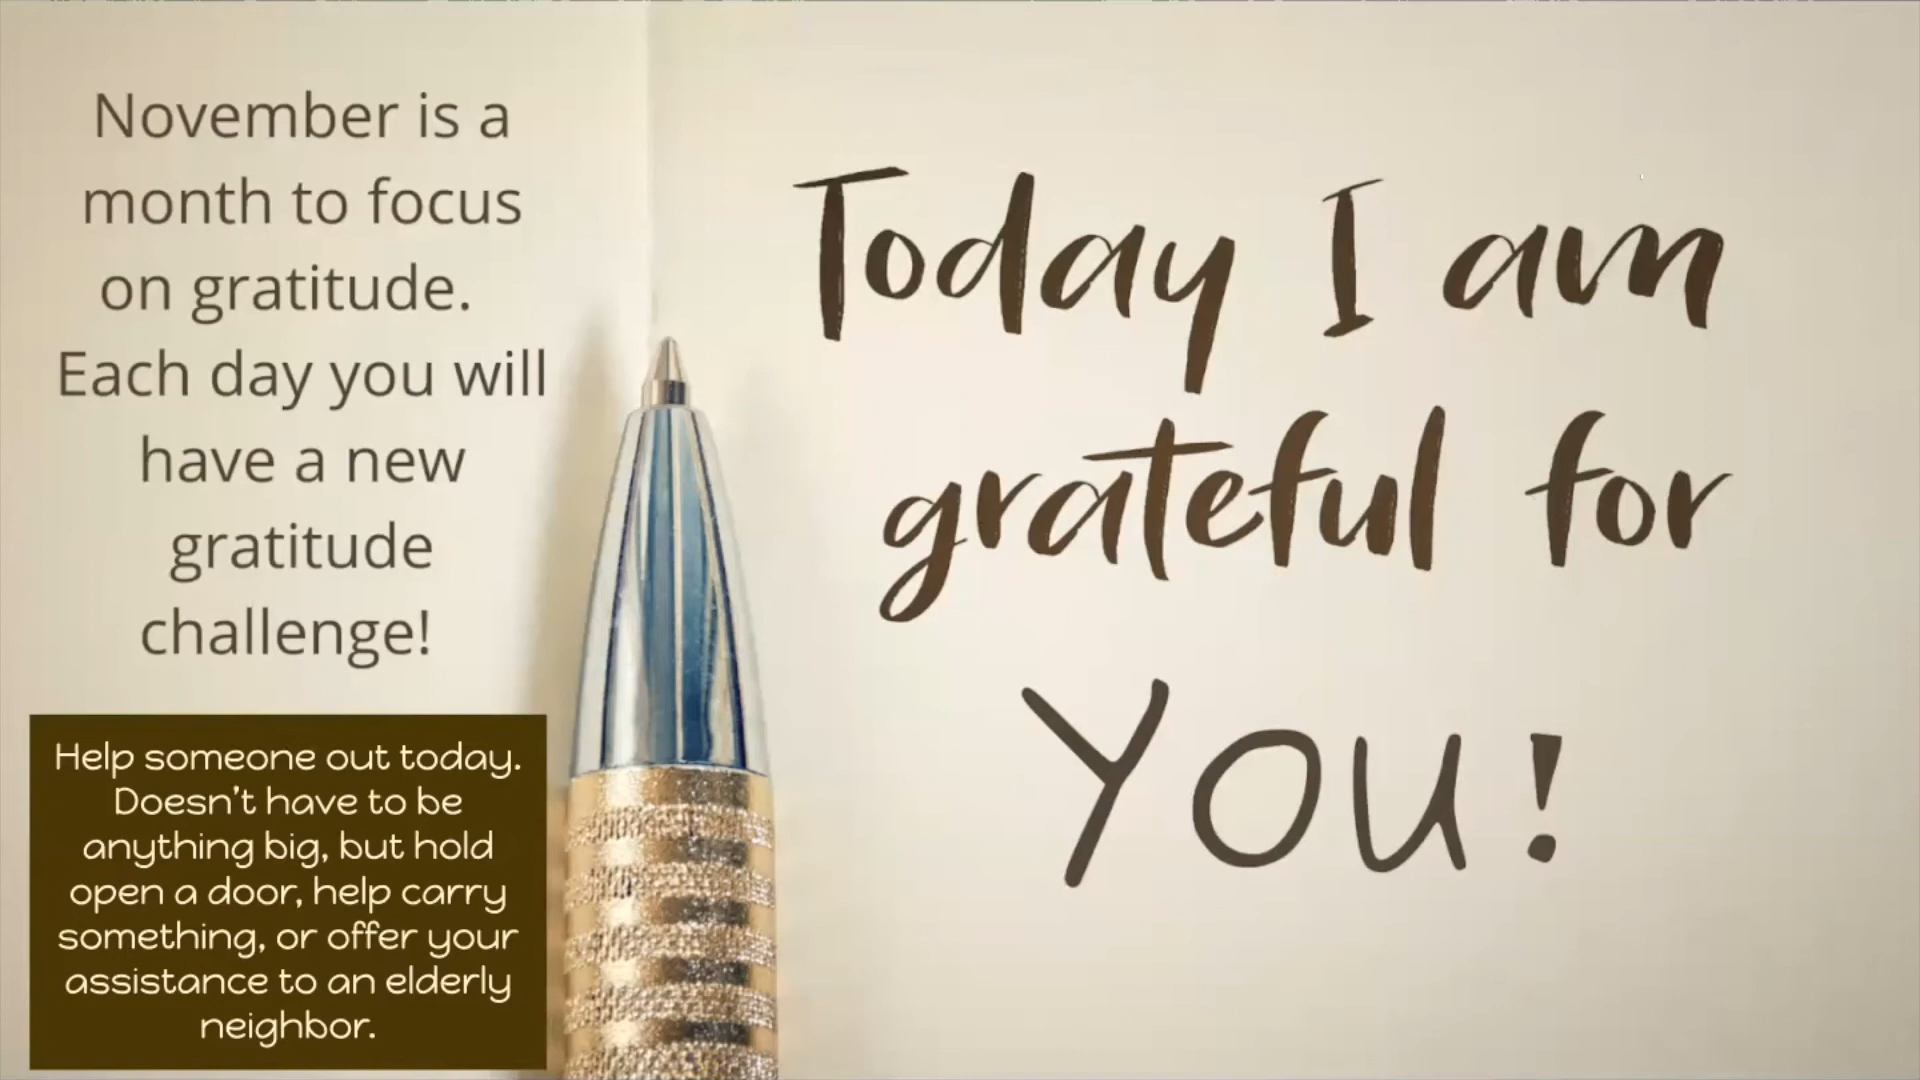 November is a
month to focus
on gratitude.
Each day you will
have a new
gratitude
challenge!
Help someone out today.
Doesn't have to be
anything big, but hold
open a door, help carry
something, or offer your
assistance to an elderly
neighbor.
Today I am
grateful for
YOU!